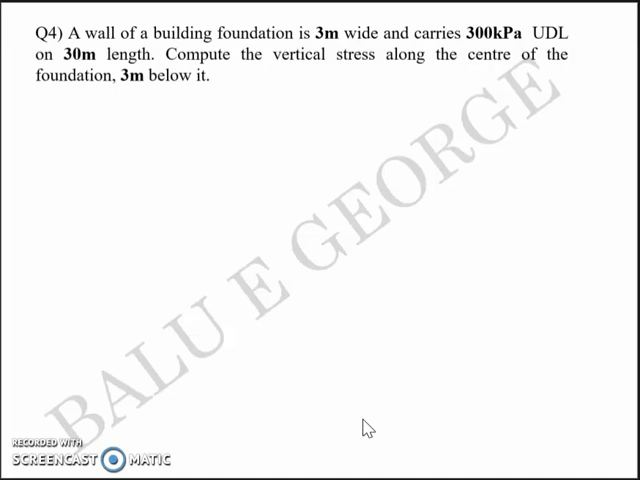 Q4) A wall of a building foundation is 3m wide and carries 300kPa UDL
on 30m length. Compute the vertical stress along the centre of the
foundation, 3m below it.
BALU E GEORGE
RECORDED WITH
SCREENCAST MATIC